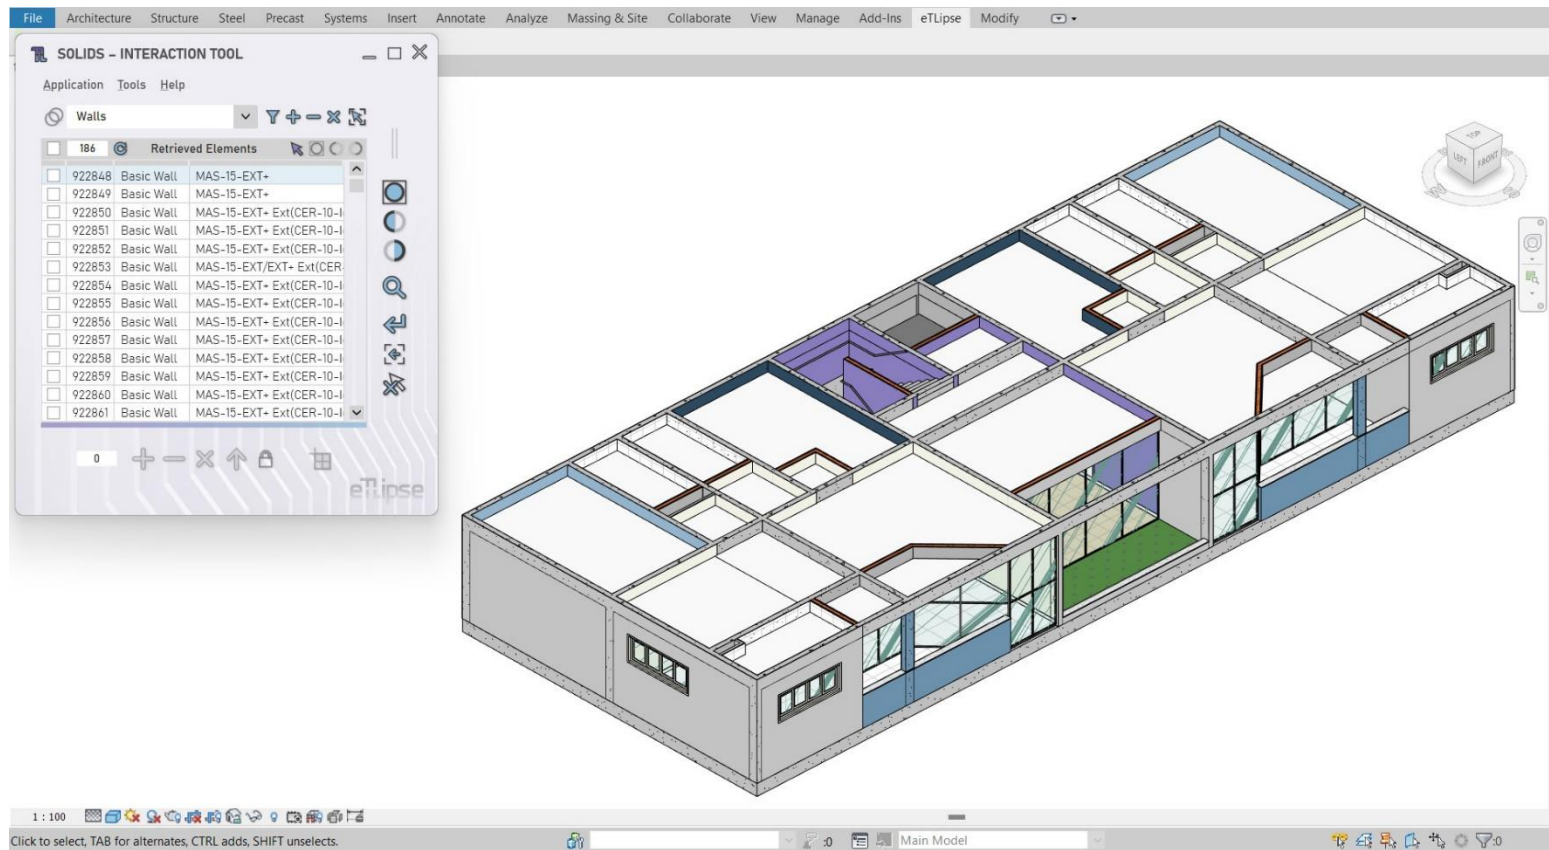 File Architecture Structure Steel Precast Systems Insert Annotate Analyze Massing & Site Collaborate View Manage Add-Ins eTLipse Modify
SOLIDS – INTERACTION TOOL
Application Tools Help
Walls
186 Retrieved Elements
922848 Basic Wall MAS-15-EXT+
922849 Basic Wall MAS-15-EXT+
922850 Basic Wall MAS-15-EXT+ Ext(CER-10-I
922851 Basic Wall MAS-15-EXT+ Ext(CER-10-I
922852 Basic Wall MAS-15-EXT+ Ext(CER-10-I
922853 Basic Wall MAS-15-EXT/EXT+ Ext(CER-
922854 Basic Wall MAS-15-EXT+ Ext(CER-10-I
922855 Basic Wall MAS-15-EXT+ Ext(CER-10-I
922856 Basic Wall MAS-15-EXT+ Ext(CER-10-I
922857 Basic Wall MAS-15-EXT+ Ext(CER-10-I
922858 Basic Wall MAS-15-EXT+ Ext(CER-10-I
922859 Basic Wall MAS-15-EXT+ Ext(CER-10-I
922860 Basic Wall MAS-15-EXT+ Ext(CER-10-I
922861 Basic Wall MAS-15-EXT+ Ext(CER-10-I
0
eTLipse
TOP
LEFT FRONT
1 : 100
Click to select, TAB for alternates, CTRL adds, SHIFT unselects.
:0
Main Model
:0